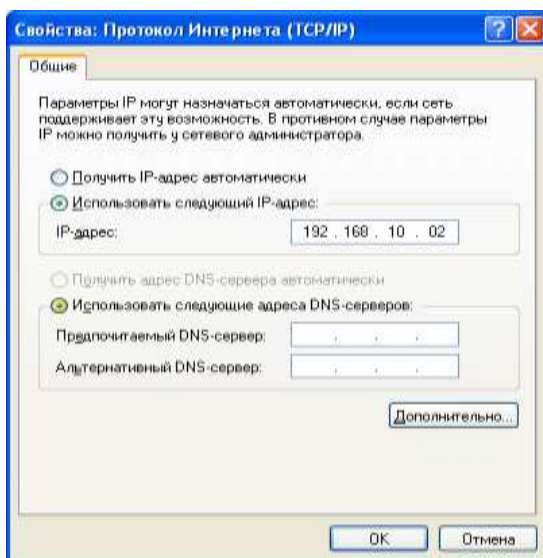 Свойства: Протокол Интернета (TCP/IP)
Общие
Параметры IP могут назначаться автоматически, если сеть
поддерживает эту возможность. В противном случае параметры
IP можно получить у сетевого администратора.
Получить IP-адрес автоматически
Использовать следующий IP-адрес:
IP-адрес: 192 . 168 . 10 . 02
Получить адрес DNS-сервера автоматически
Использовать следующие адреса DNS-серверов:
Предпочитаемый DNS-сервер: . . .
Альтернативный DNS-сервер: . . .
Дополнительно...
OK Отмена